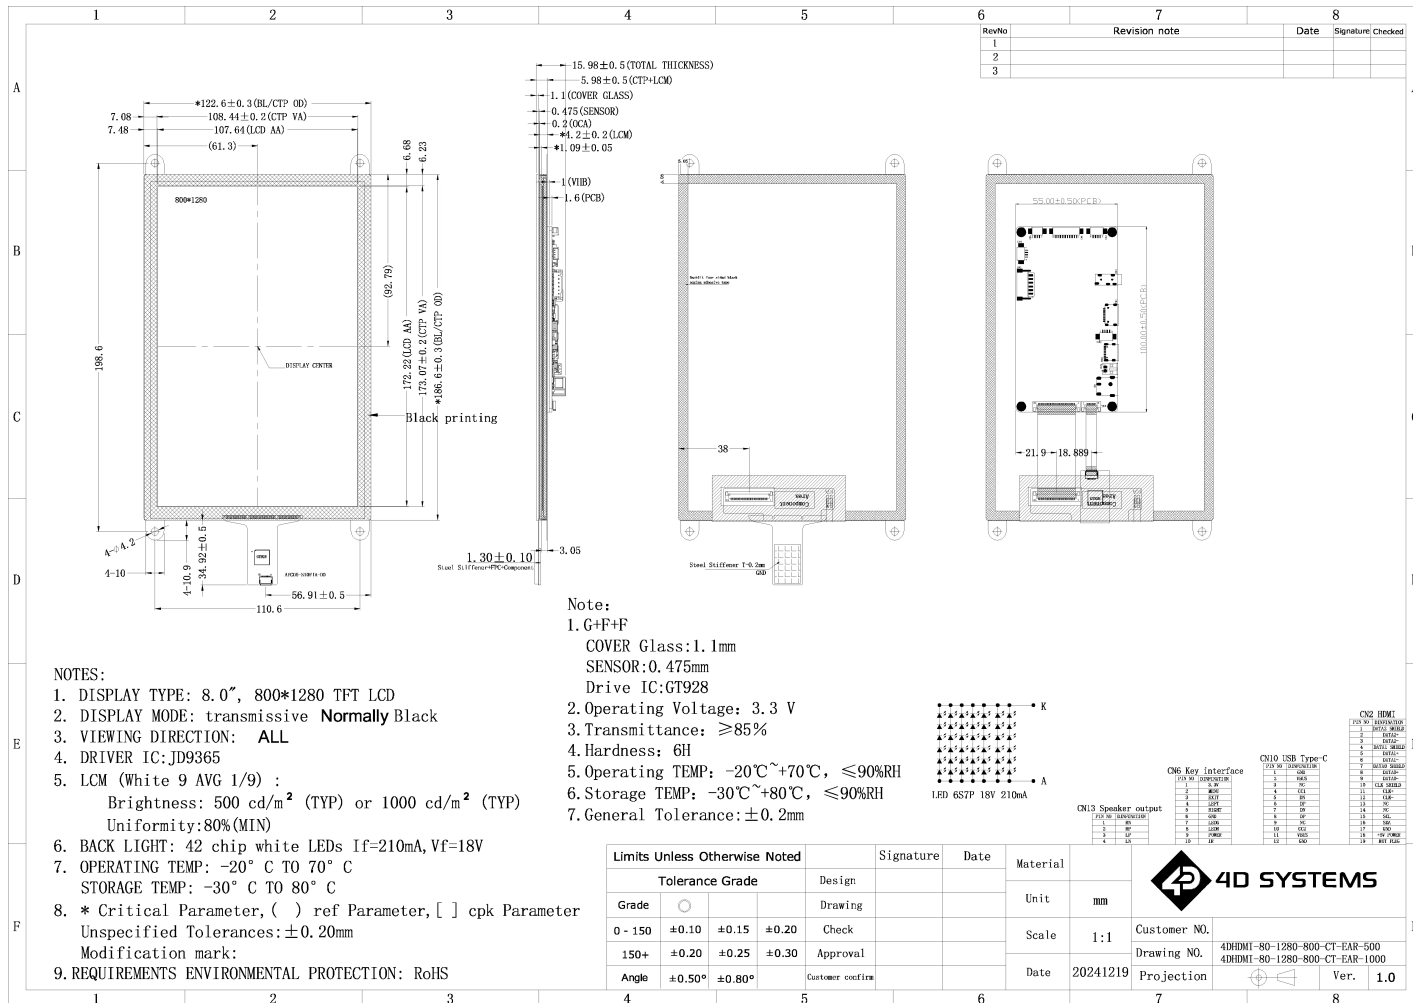 1 2 3 4 5 6 7 8
RevNo Revision note Date Signature Checked
1
2
3
A
B
C
D
E
F
*122.6±0.3(BL/CTP OD)
7.08 108.44±0.2(CTP VA)
7.48 107.64(LCD AA)
(61.3)
6.68
6.23
800*1280
198.6
(92.79)
172.22(LCD AA)
173.07±0.2(CTP VA)
*186.6±0.3(BL/CTP OD)
DISPLAY CENTER
Black printing
4-Φ4.2
4-10
4-10.9
34.92±0.5
56.91±0.5
110.6
15.98±0.5(TOTAL THICKNESS)
5.98±0.5(CTP+LCM)
1.1(COVER GLASS)
0.475(SENSOR)
0.2(OCA)
*4.2±0.2(LCM)
*1.09±0.05
1(VHB)
1.6(PCB)
1.30±0.10
Steel Stiffener+FPC+Component
3.05
38
Component
Area
Steel Stiffener T=0.2mm
GND
55.00±0.50(PCB)
100.00±0.50(PCB)
21.9 18.889
Component
Area
NOTES:
1. DISPLAY TYPE: 8.0″, 800*1280 TFT LCD
2. DISPLAY MODE: transmissive Normally Black
3. VIEWING DIRECTION: ALL
4. DRIVER IC:JD9365
5. LCM (White 9 AVG 1/9) :
Brightness: 500 cd/m² (TYP) or 1000 cd/m² (TYP)
Uniformity:80%(MIN)
6. BACK LIGHT: 42 chip white LEDs If=210mA,Vf=18V
7. OPERATING TEMP: -20° C TO 70° C
STORAGE TEMP: -30° C TO 80° C
8. * Critical Parameter,( ) ref Parameter,[ ] cpk Parameter
Unspecified Tolerances:±0.20mm
Modification mark:
9.REQUIREMENTS ENVIRONMENTAL PROTECTION: RoHS
Note:
1.G+F+F
COVER Glass:1.1mm
SENSOR:0.475mm
Drive IC:GT928
2.Operating Voltage: 3.3 V
3.Transmittance: ≥85%
4.Hardness: 6H
5.Operating TEMP: -20℃~+70℃, ≤90%RH
6.Storage TEMP: -30℃~+80℃, ≤90%RH
7.General Tolerance:±0.2mm
K
A
LED 6S7P 18V 210mA
CN13 Speaker output
CN6 Key interface
CN10 USB Type-C
CN2 HDMI
Limits Unless Otherwise Noted Signature Date
Tolerance Grade Design
Grade Drawing
0 - 150 ±0.10 ±0.15 ±0.20 Check
150+ ±0.20 ±0.25 ±0.30 Approval
Angle ±0.50° ±0.80° Customer confirm
Material
Unit mm
Scale 1:1
Date 20241219
4D SYSTEMS
Customer NO.
Drawing NO. 4DHDMI-80-1280-800-CT-EAR-500
4DHDMI-80-1280-800-CT-EAR-1000
Projection Ver. 1.0
1 2 3 4 5 6 7 8